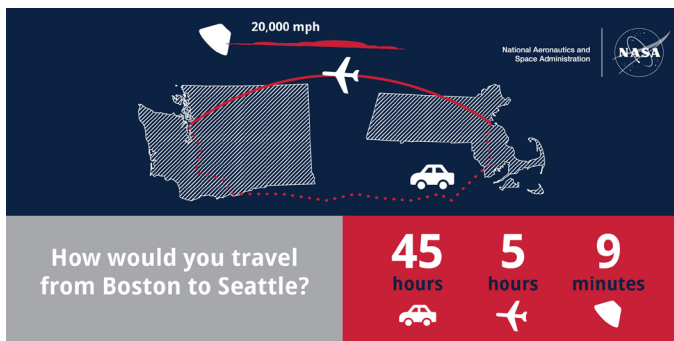 20,000 mph
National Aeronautics and
Space Administration
NASA
How would you travel
from Boston to Seattle?
45 5 9
hours hours minutes